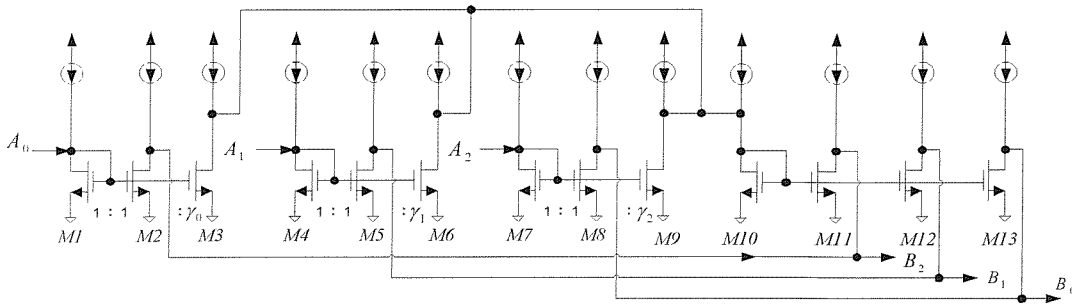 A₀
A₁
A₂
1 : 1 : γ₀
1 : 1 : γ₁
1 : 1 : γ₂
M1 M2 M3 M4 M5 M6 M7 M8 M9 M10 M11 M12 M13
B₂
B₁